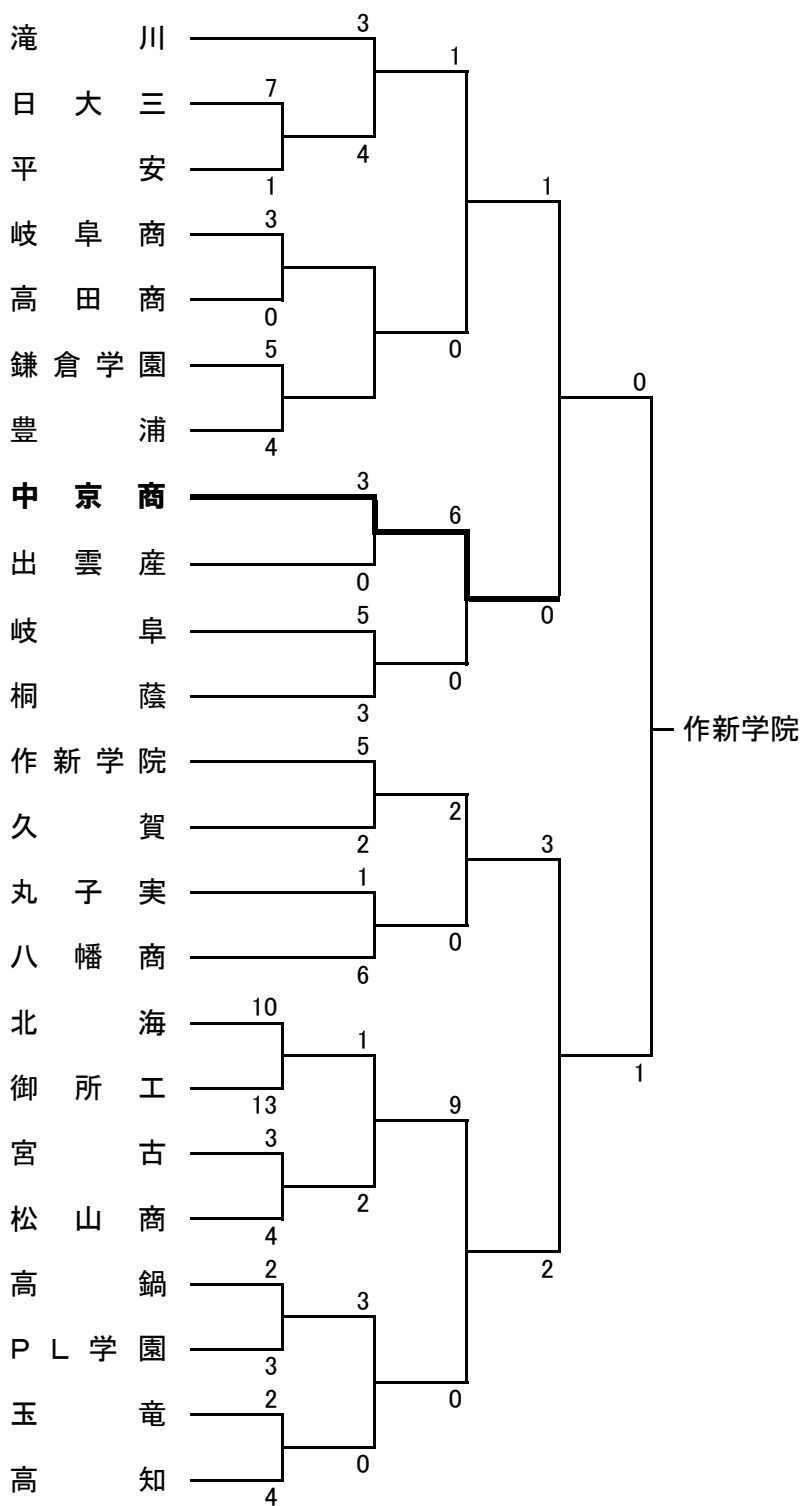 3
滝川
1
7
日大三
4
平安
1
1
3
岐阜商
高田商
0
0
5
鎌倉学園
0
豊浦
4
3
中京商
6
出雲産
0
0
5
岐阜
0
桐蔭
3
作新学院
5
作新学院
2
久賀
2
3
1
丸子実
0
八幡商
6
10
北海
1
1
御所工
13
9
3
宮古
2
松山商
4
2
2
高鍋
3
PL学園
3
0
2
玉竜
0
高知
4